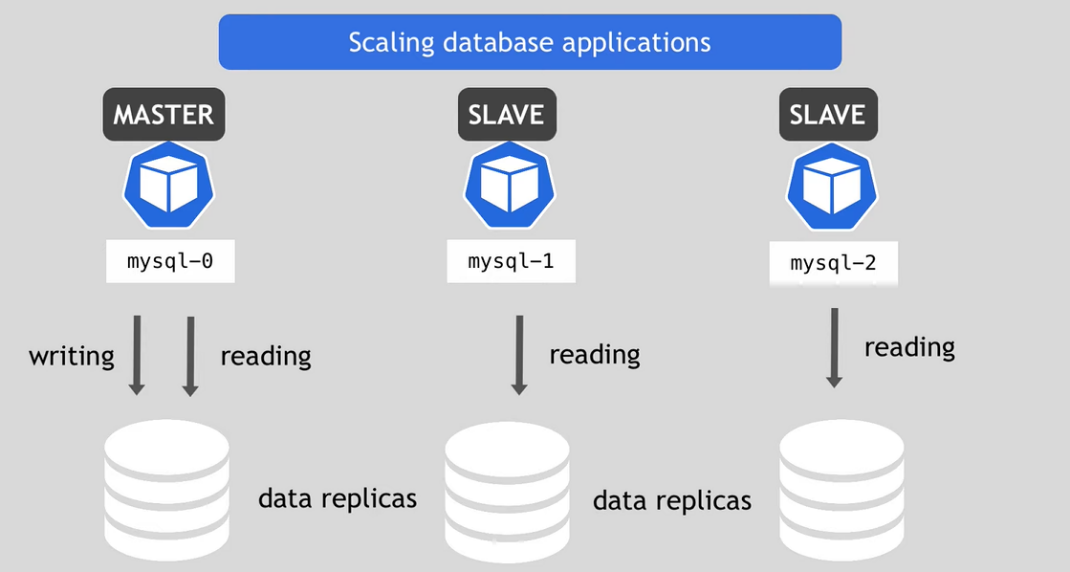 Scaling database applications
MASTER
SLAVE
SLAVE
mysql-0
mysql-1
mysql-2
writing
reading
reading
reading
data replicas
data replicas